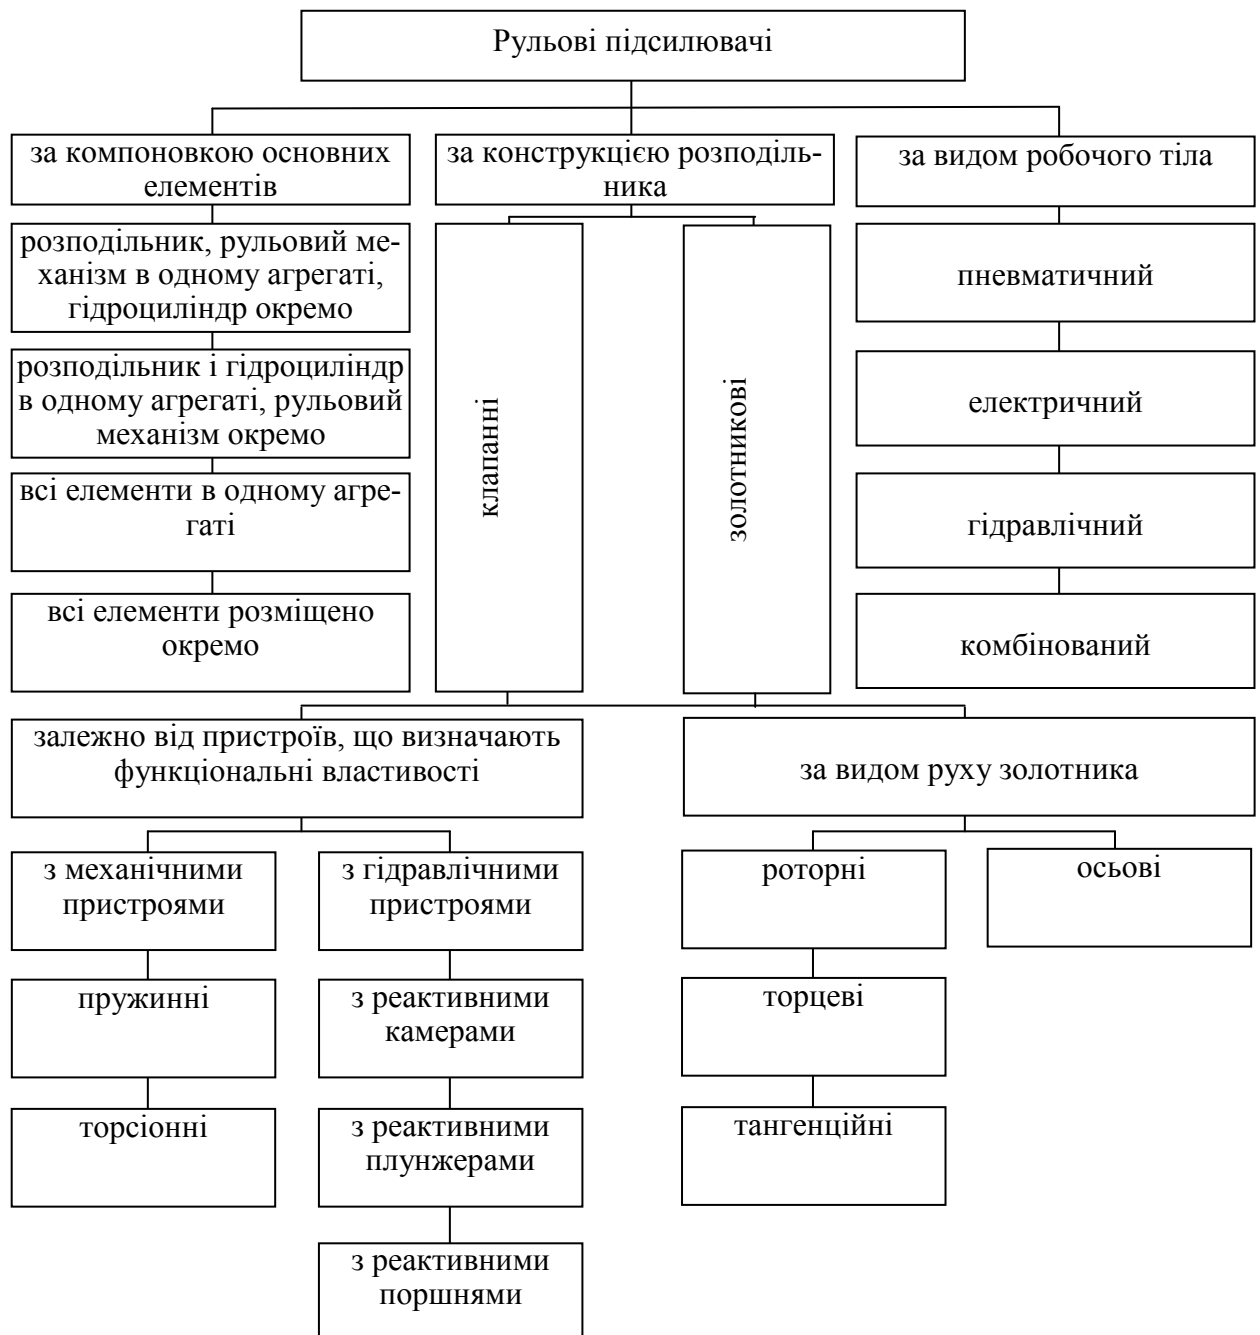 Рульові підсилювачі
за компоновкою основних
елементів
за конструкцією розподіль-
ника
за видом робочого тіла
розподільник, рульовий ме-
ханізм в одному агрегаті,
гідроциліндр окремо
розподільник і гідроциліндр
в одному агрегаті, рульовий
механізм окремо
всі елементи в одному агре-
гаті
всі елементи розміщено
окремо
клапанні
золотникові
пневматичний
електричний
гідравлічний
комбінований
залежно від пристроїв, що визначають
функціональні властивості
за видом руху золотника
з механічними
пристроями
з гідравлічними
пристроями
роторні
осьові
пружинні
з реактивними
камерами
торцеві
торсіонні
з реактивними
плунжерами
тангенційні
з реактивними
поршнями